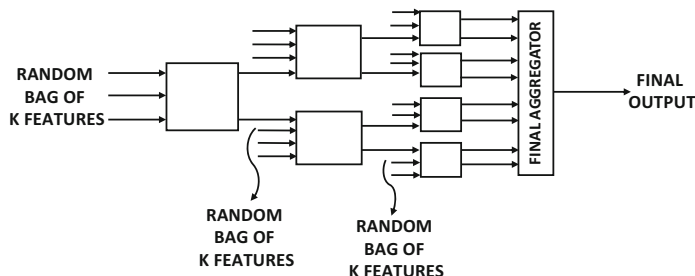 RANDOM
BAG OF
K FEATURES
FINAL AGGREGATOR
FINAL
OUTPUT
RANDOM
BAG OF
K FEATURES
RANDOM
BAG OF
K FEATURES